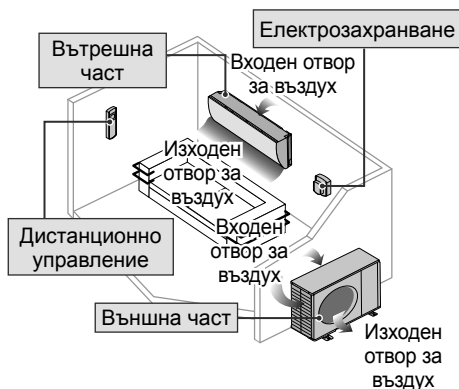 Електрозахранване
Вътрешна
част
Входен отвор
за въздух
Изходен
отвор за
въздух
Входен
отвор за
въздух
Дистанционно
управление
Външна част
Изходен
отвор за
въздух